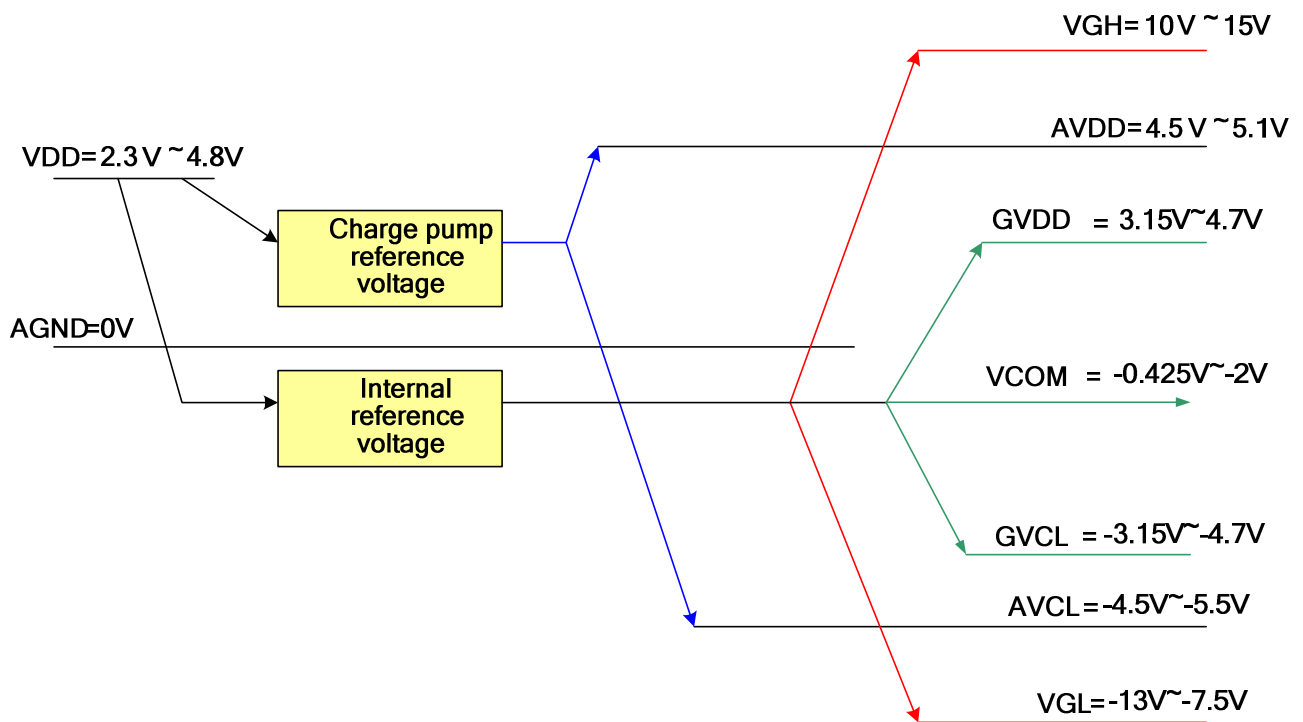 VGH= 10V ~ 15V
AVDD= 4.5 V ~ 5.1V
VDD= 2.3 V ~ 4.8V
GVDD = 3.15V~4.7V
Charge pump
reference
voltage
AGND=0V
VCOM = -0.425V~-2V
Internal
reference
voltage
GVCL = -3.15V~-4.7V
AVCL=-4.5V~-5.5V
VGL=-13V~-7.5V